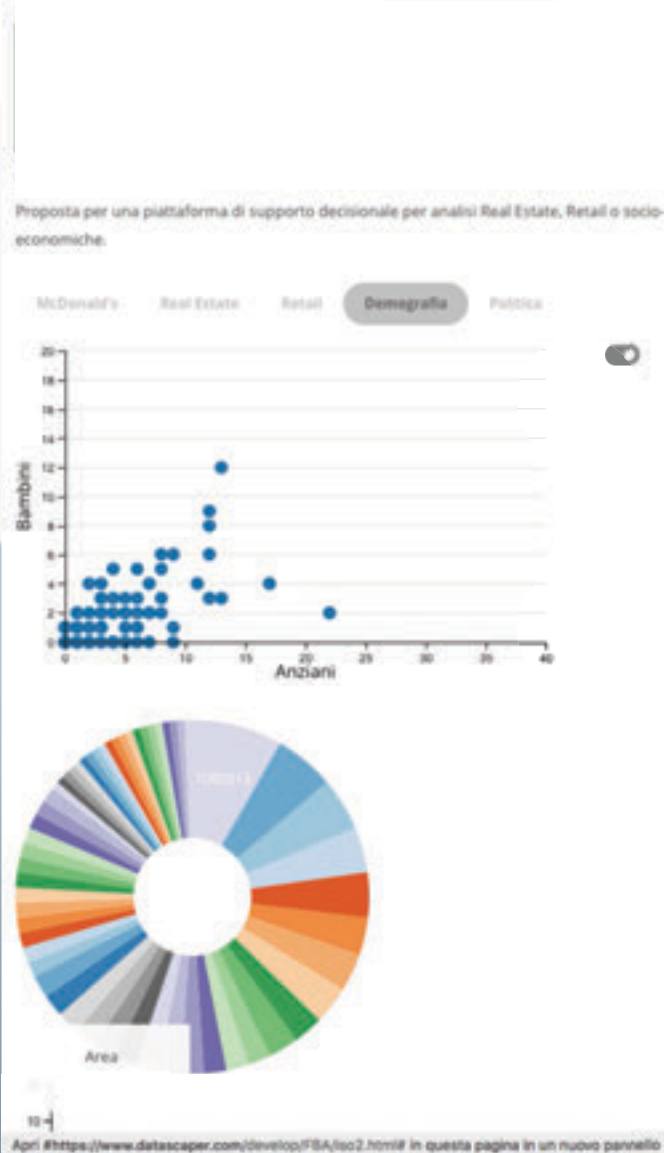 Proposta per una piattaforma di supporto decisionale per analisi Real Estate, Retail o socio-
economiche.
McDonald's Real Estate Retail Demografia Politica
20
18
16
14
12
10
8
6
4
2
0
Bambini
0 5 10 15 20 25 30 35 40
Anziani
Area
10
Apri #https://www.datascaper.com/develop/FBA/iso2.html# in questa pagina in un nuovo pannello